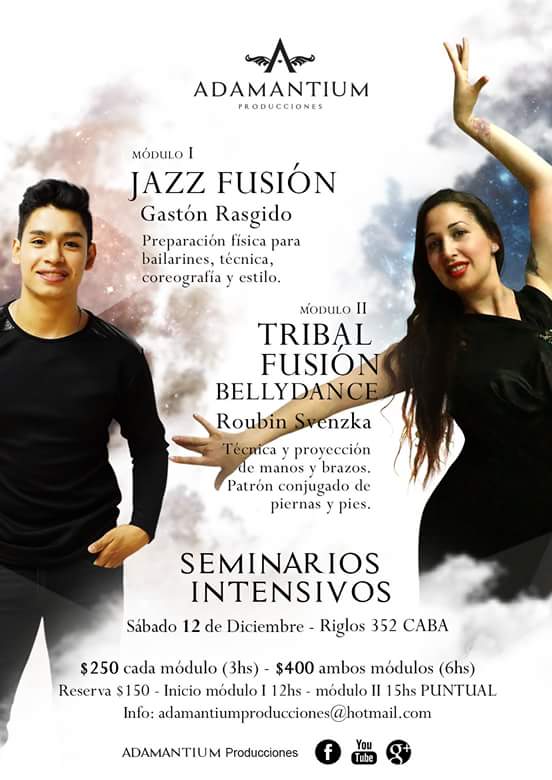 ADAMANTIUM
PRODUCCIONES
MÓDULO I
JAZZ FUSIÓN
Gastón Rasgido
Preparación física para
bailarines, técnica,
coreografía y estilo.
MÓDULO II
TRIBAL
FUSIÓN
BELLYDANCE
Roubin Svenzka
Técnica y proyección
de manos y brazos.
Patrón conjugado de
piernas y pies.
SEMINARIOS
INTENSIVOS
Sábado 12 de Diciembre - Riglos 352 CABA
$250 cada módulo (3hs) - $400 ambos módulos (6hs)
Reserva $150 - Inicio módulo I 12hs - módulo II 15hs PUNTUAL
Info: adamantiumproducciones@hotmail.com
ADAMANTIUM Producciones f You Tube g+